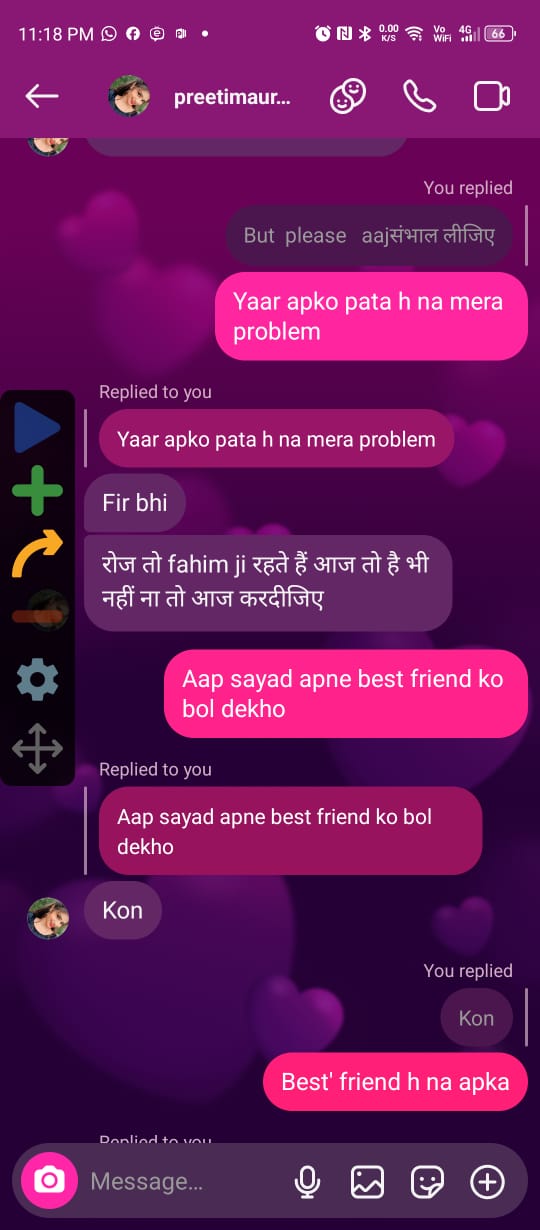 11:18 PM
0.00
K/S
Vo
WiFi
4G
66
preetimaur...
You replied
But please aajसंभाल लीजिए
Yaar apko pata h na mera
problem
Replied to you
Yaar apko pata h na mera problem
Fir bhi
रोज तो fahim ji रहते हैं आज तो है भी
नहीं ना तो आज करदीजिए
Aap sayad apne best friend ko
bol dekho
Replied to you
Aap sayad apne best friend ko bol
dekho
Kon
You replied
Kon
Best' friend h na apka
Replied to you
Message...